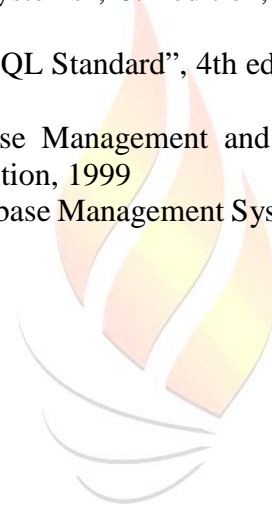 QL Standard”, 4th ed
se Management and
tion, 1999
base Management Sys